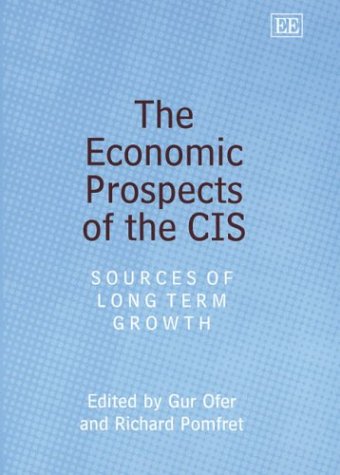 EE
The
Economic
Prospects
of the CIS
SOURCES OF
LONG TERM
GROWTH
Edited by Gur Ofer
and Richard Pomfret